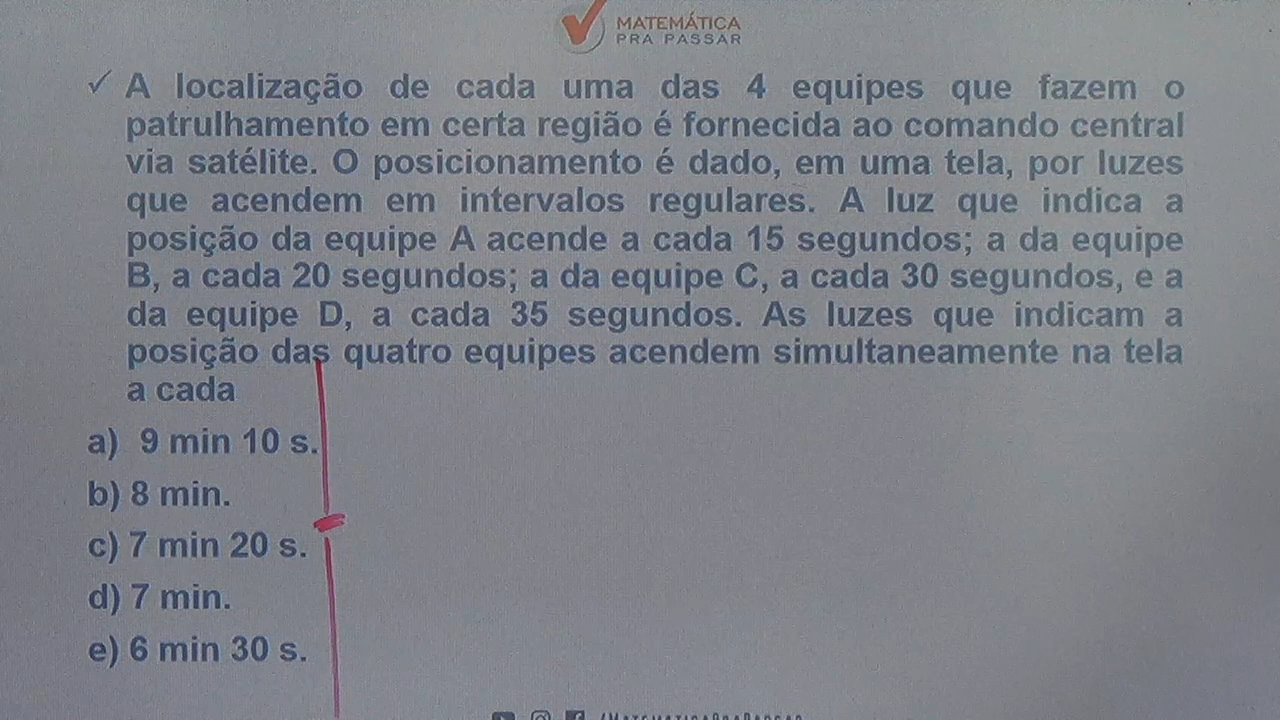 MATEMÁTICA
PRA PASSAR
✓ A localização de cada uma das 4 equipes que fazem o
patrulhamento em certa região é fornecida ao comando central
via satélite. O posicionamento é dado, em uma tela, por luzes
que acendem em intervalos regulares. A luz que indica a
posição da equipe A acende a cada 15 segundos; a da equipe
B, a cada 20 segundos; a da equipe C, a cada 30 segundos, e a
da equipe D, a cada 35 segundos. As luzes que indicam a
posição das quatro equipes acendem simultaneamente na tela
a cada
a) 9 min 10 s.
b) 8 min.
c) 7 min 20 s.
d) 7 min.
e) 6 min 30 s.
/MATEMATICAPRAPASSAR